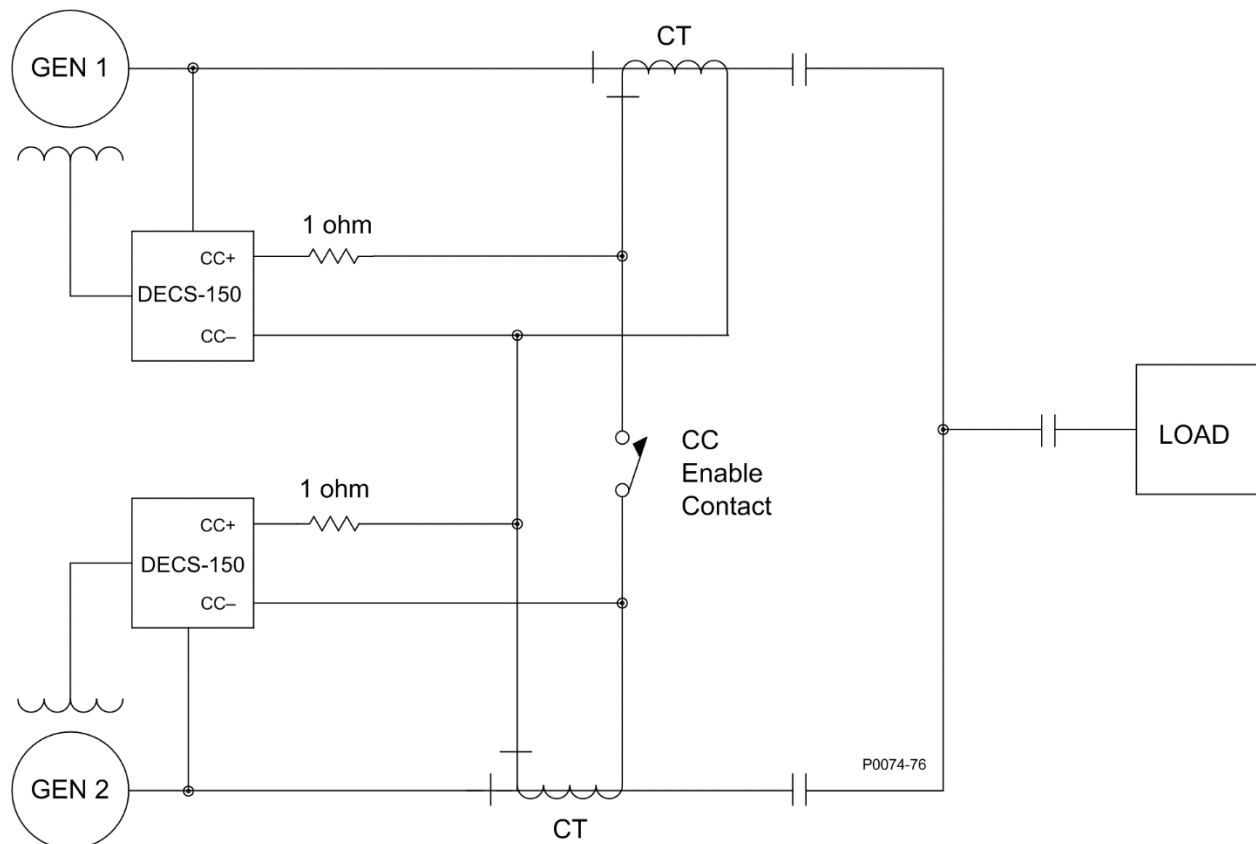 CT
GEN 1
1 ohm
CC+
DECS-150
CC–
CC
Enable
Contact
LOAD
1 ohm
CC+
DECS-150
CC–
P0074-76
GEN 2
CT